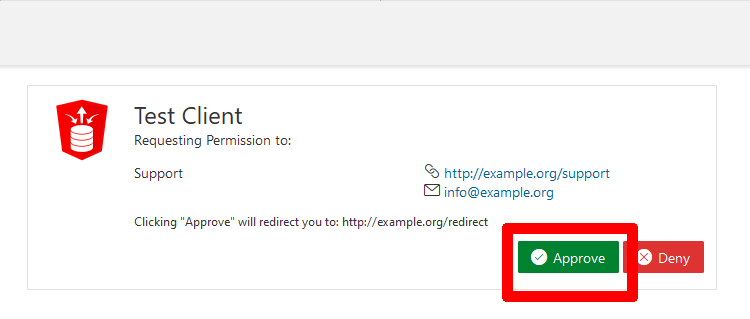 Test Client
Requesting Permission to:
Support
http://example.org/support
info@example.org
Clicking "Approve" will redirect you to: http://example.org/redirect
Approve
Deny